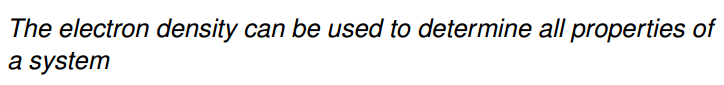 The electron density can be used to determine all properties of
a system